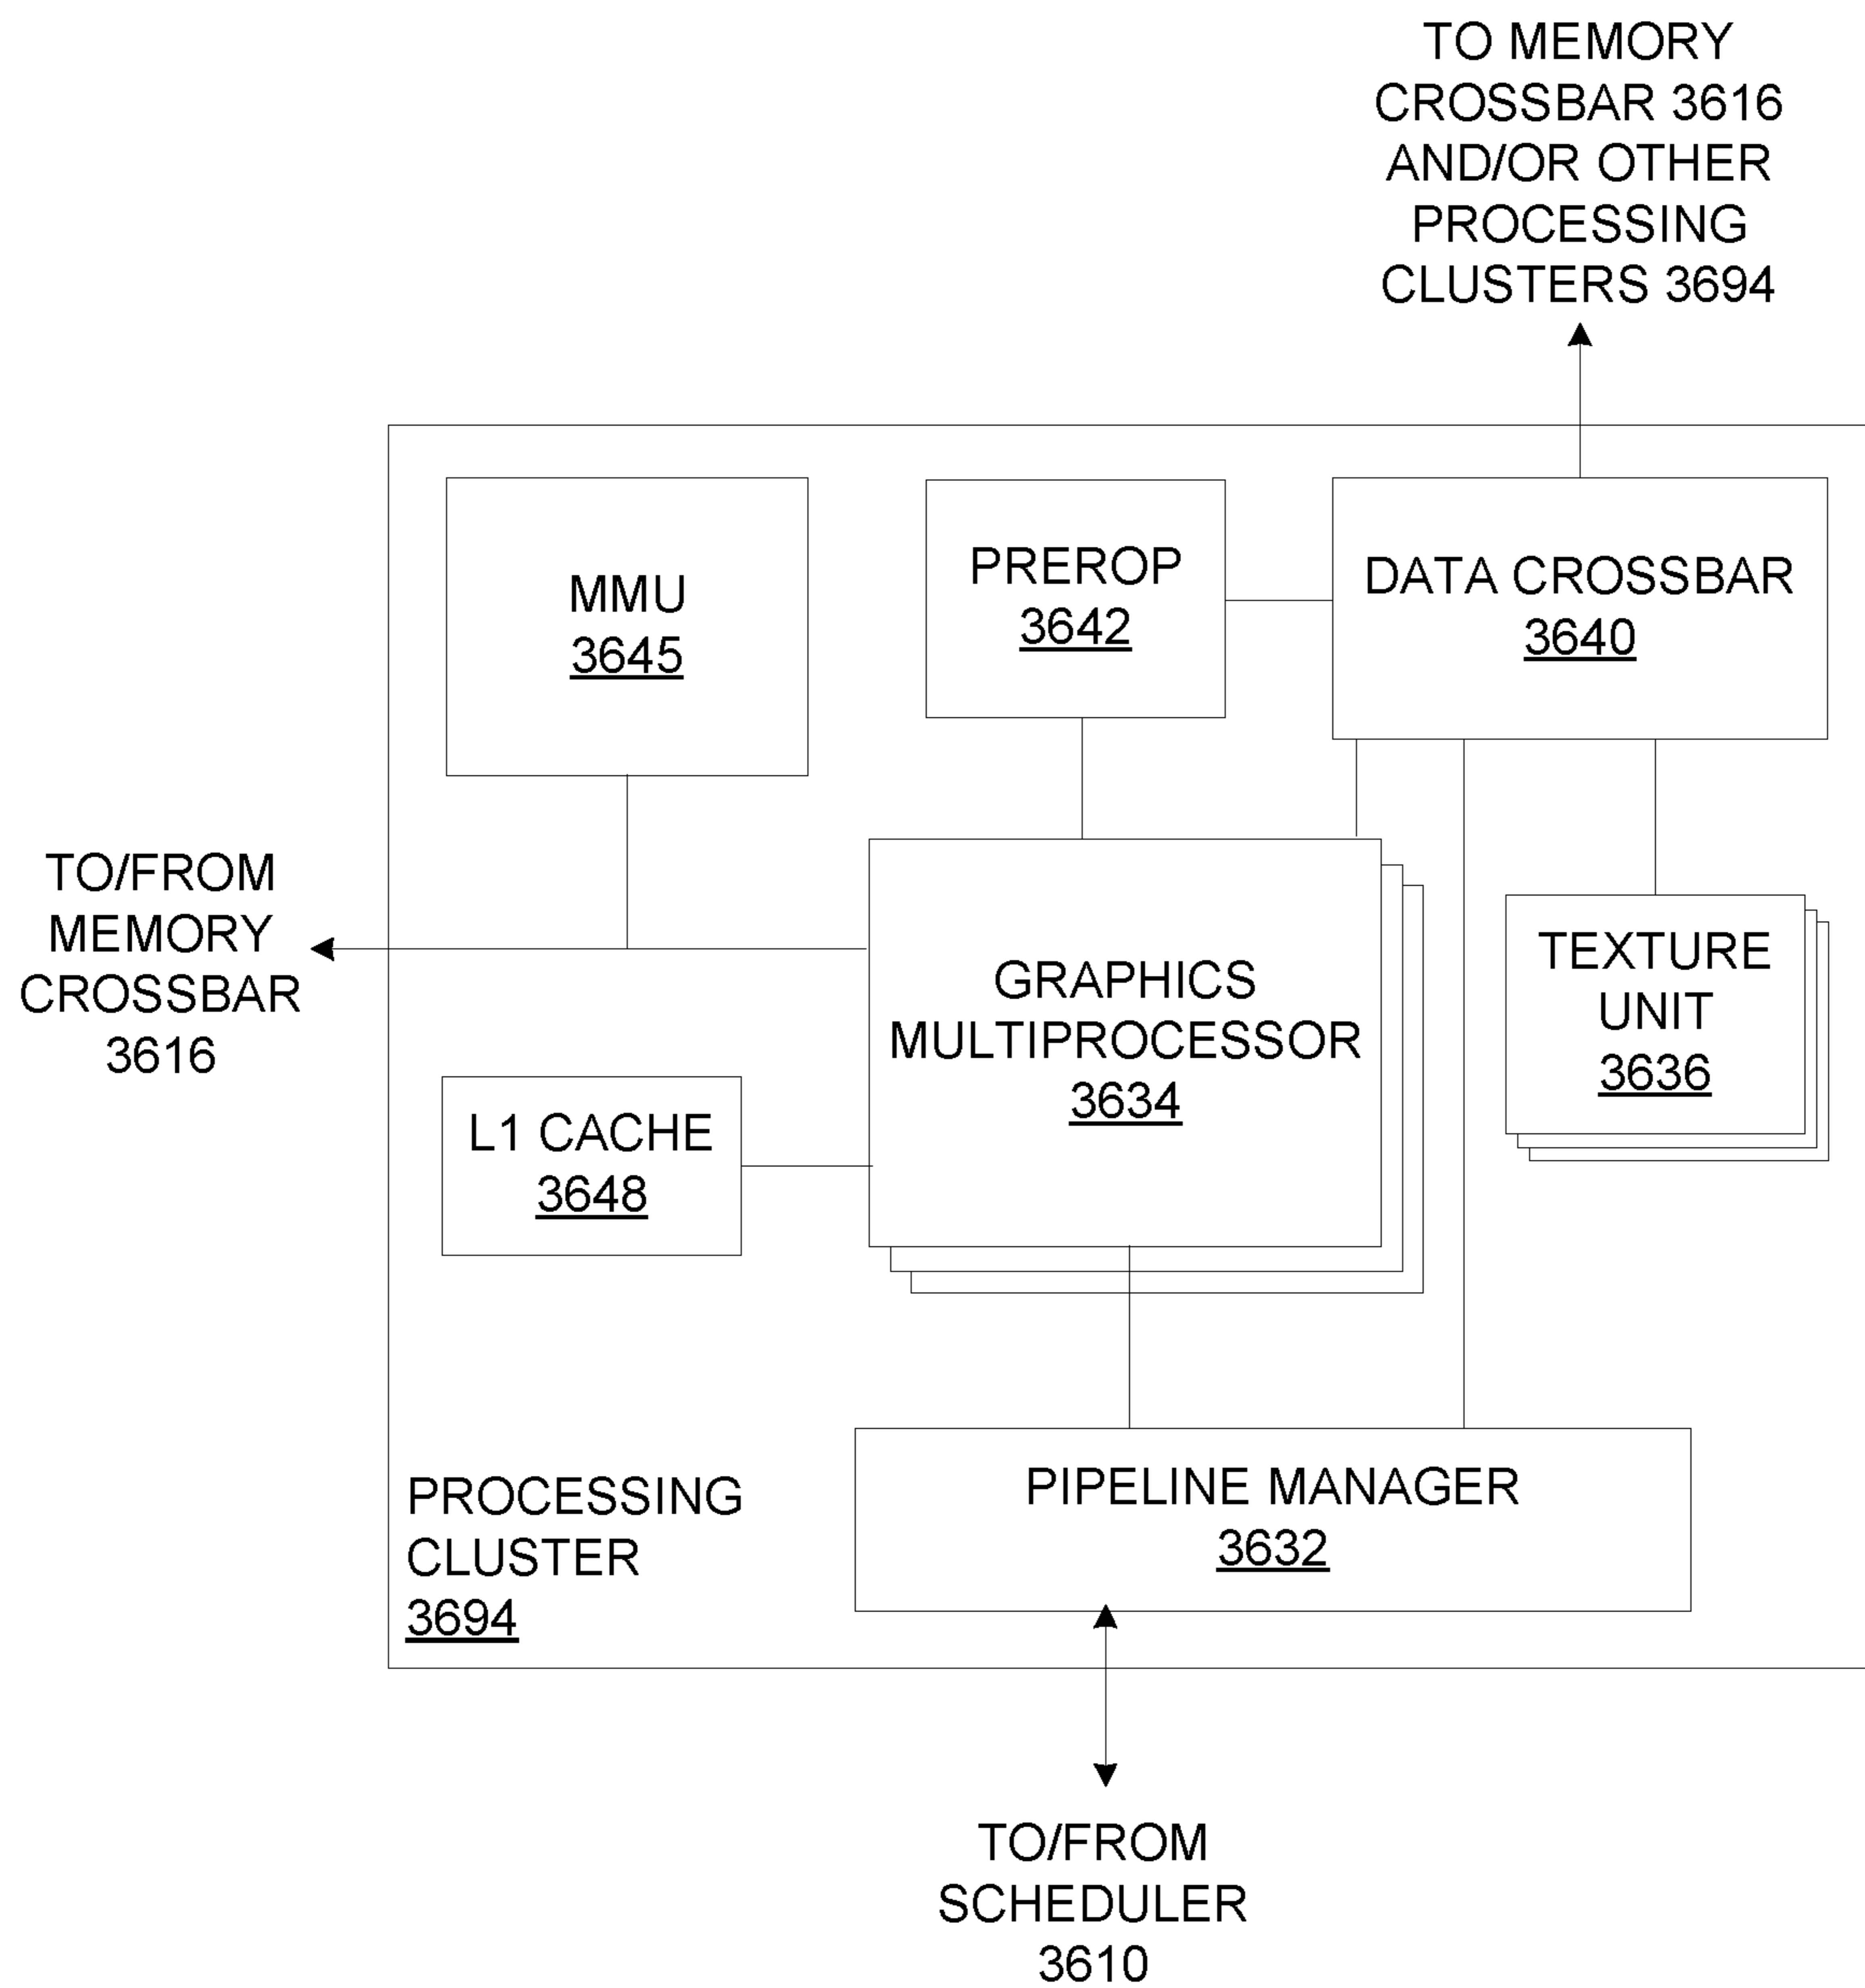 TO MEMORY
CROSSBAR 3616
AND/OR OTHER
PROCESSING
CLUSTERS 3694
MMU
3645
PREROP
3642
DATA CROSSBAR
3640
TO/FROM
MEMORY
CROSSBAR
3616
GRAPHICS
MULTIPROCESSOR
3634
TEXTURE
UNIT
3636
L1 CACHE
3648
PIPELINE MANAGER
3632
PROCESSING
CLUSTER
3694
TO/FROM
SCHEDULER
3610